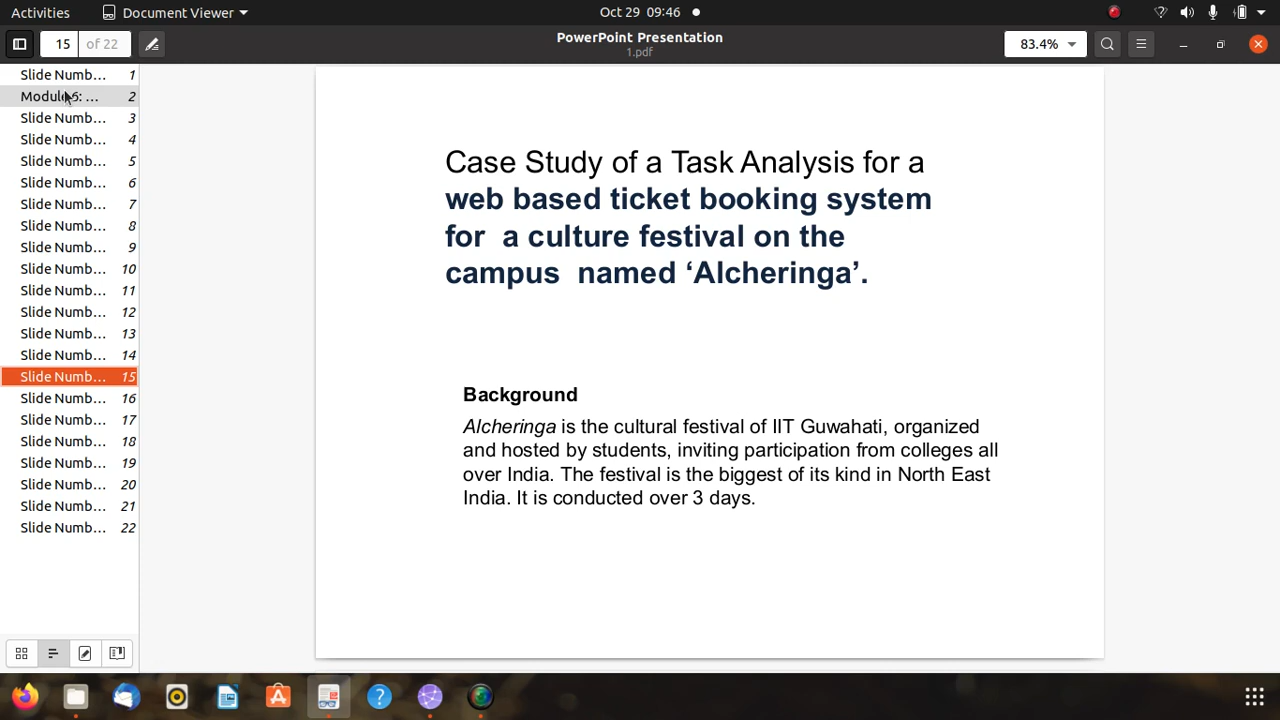 Activities
Document Viewer
Oct 29 09:46
15
of 22
PowerPoint Presentation
1.pdf
83.4%
Slide Numb... 1
Module5: ... 2
Slide Numb... 3
Slide Numb... 4
Slide Numb... 5
Slide Numb... 6
Slide Numb... 7
Slide Numb... 8
Slide Numb... 9
Slide Numb... 10
Slide Numb... 11
Slide Numb... 12
Slide Numb... 13
Slide Numb... 14
Slide Numb... 15
Slide Numb... 16
Slide Numb... 17
Slide Numb... 18
Slide Numb... 19
Slide Numb... 20
Slide Numb... 21
Slide Numb... 22
Case Study of a Task Analysis for a
web based ticket booking system
for a culture festival on the
campus named ‘Alcheringa’.
Background
Alcheringa is the cultural festival of IIT Guwahati, organized
and hosted by students, inviting participation from colleges all
over India. The festival is the biggest of its kind in North East
India. It is conducted over 3 days.